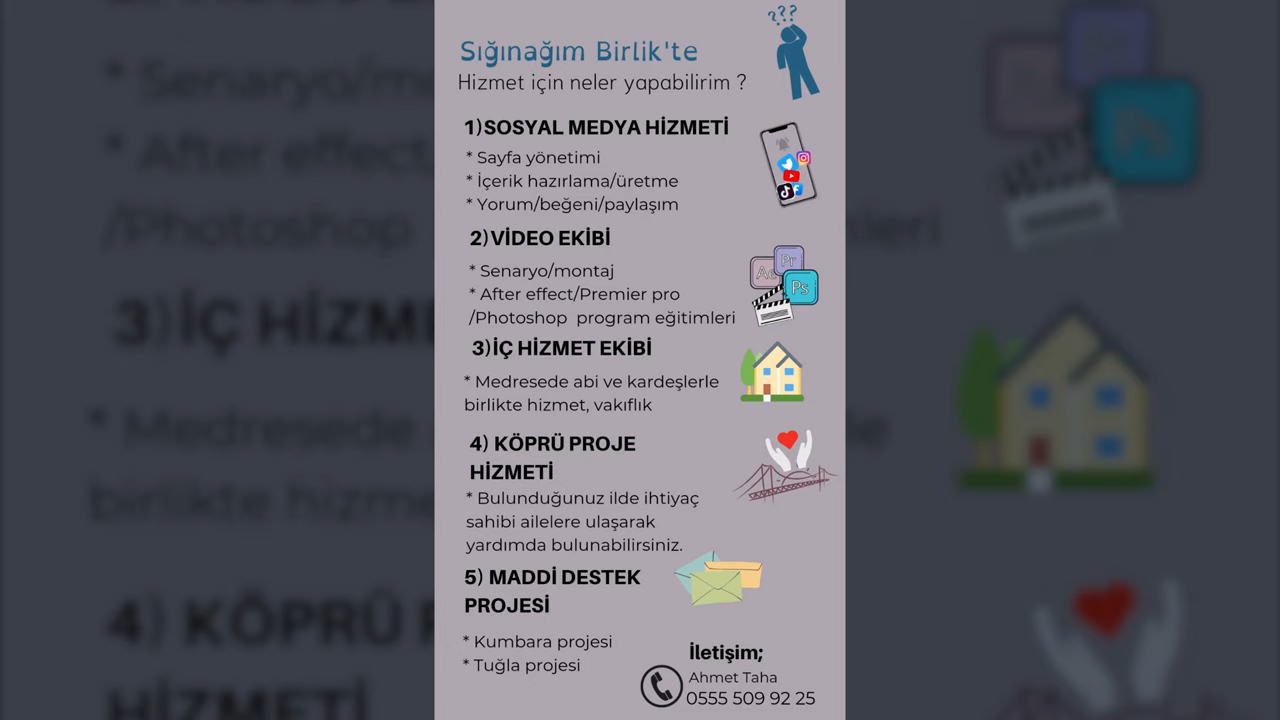 ???
Sığınağım Birlik'te
Hizmet için neler yapabilirim ?
1)SOSYAL MEDYA HİZMETİ
* Sayfa yönetimi
* İçerik hazırlama/üretme
* Yorum/beğeni/paylaşım
2)VİDEO EKİBİ
* Senaryo/montaj
* After effect/Premier pro
/Photoshop program eğitimleri
Ae Pr Ps
3)İÇ HİZMET EKİBİ
* Medresede abi ve kardeşlerle
birlikte hizmet, vakıflık
4) KÖPRÜ PROJE
HİZMETİ
* Bulunduğunuz ilde ihtiyaç
sahibi ailelere ulaşarak
yardımda bulunabilirsiniz.
5) MADDİ DESTEK
PROJESİ
* Kumbara projesi
* Tuğla projesi
İletişim;
Ahmet Taha
0555 509 92 25